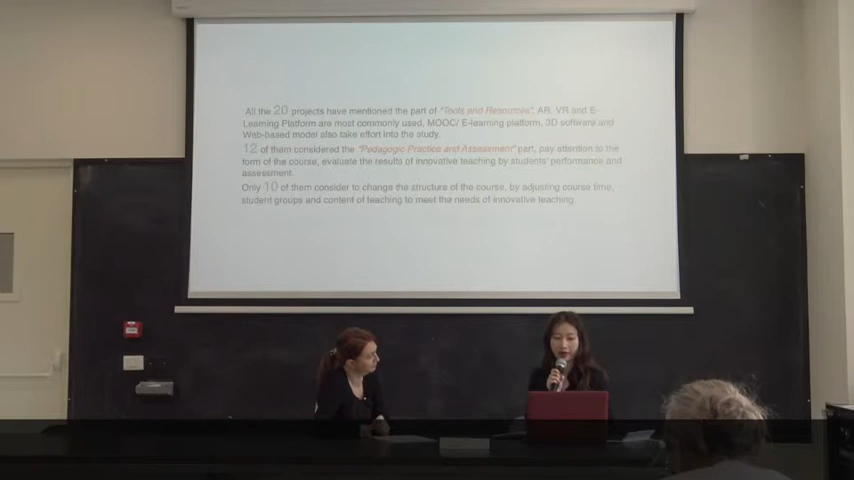 All the 20 projects have mentioned the part of "Tools and Resources", AR, VR and E-
Learning Platform are most commonly used, MOOC/ E-learning platform, 3D software and
Web-based model also take effort into the study.
12 of them considered the "Pedagogic Practice and Assessment" part, pay attention to the
form of the course, evaluate the results of innovative teaching by students' performance and
assessment.
Only 10 of them consider to change the structure of the course, by adjusting course time,
student groups and content of teaching to meet the needs of innovative teaching.